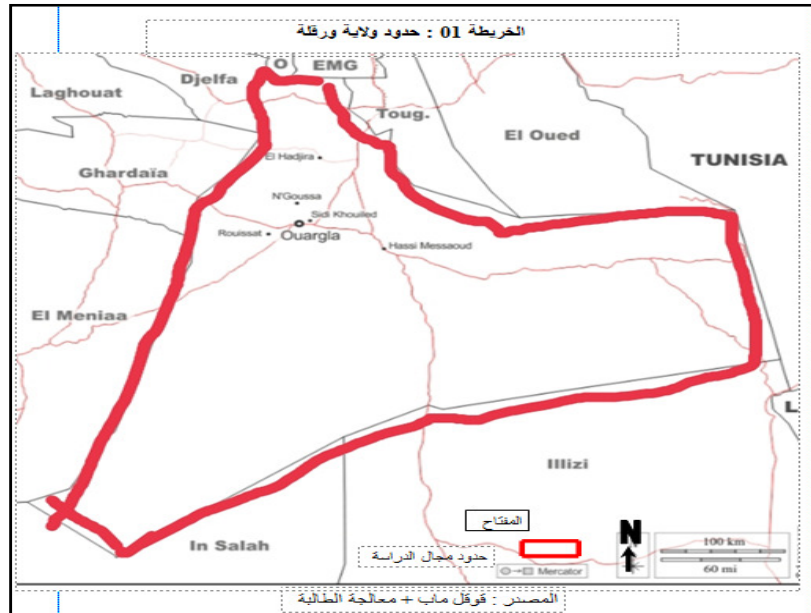 الخريطة 01 : حدود ولاية ورقلة
O EMG
Djelfa
Laghouat
Toug.
El Oued
TUNISIA
El Hadjira
Ghardaïa
N'Goussa
Sidi Khouiled
Rouissat
Ouargla
Hassi Messaoud
El Meniaa
L
Illizi
المفتاح
In Salah
حدود مجال الدراسة
N
100 km
60 mi
Mercator
المصدر : قوقل ماب + معالجة الطالبة